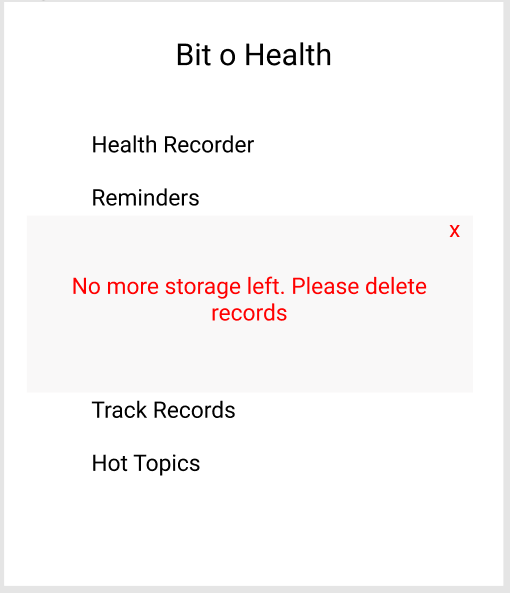 Bit o Health
Health Recorder
Reminders
x
No more storage left. Please delete
records
Track Records
Hot Topics